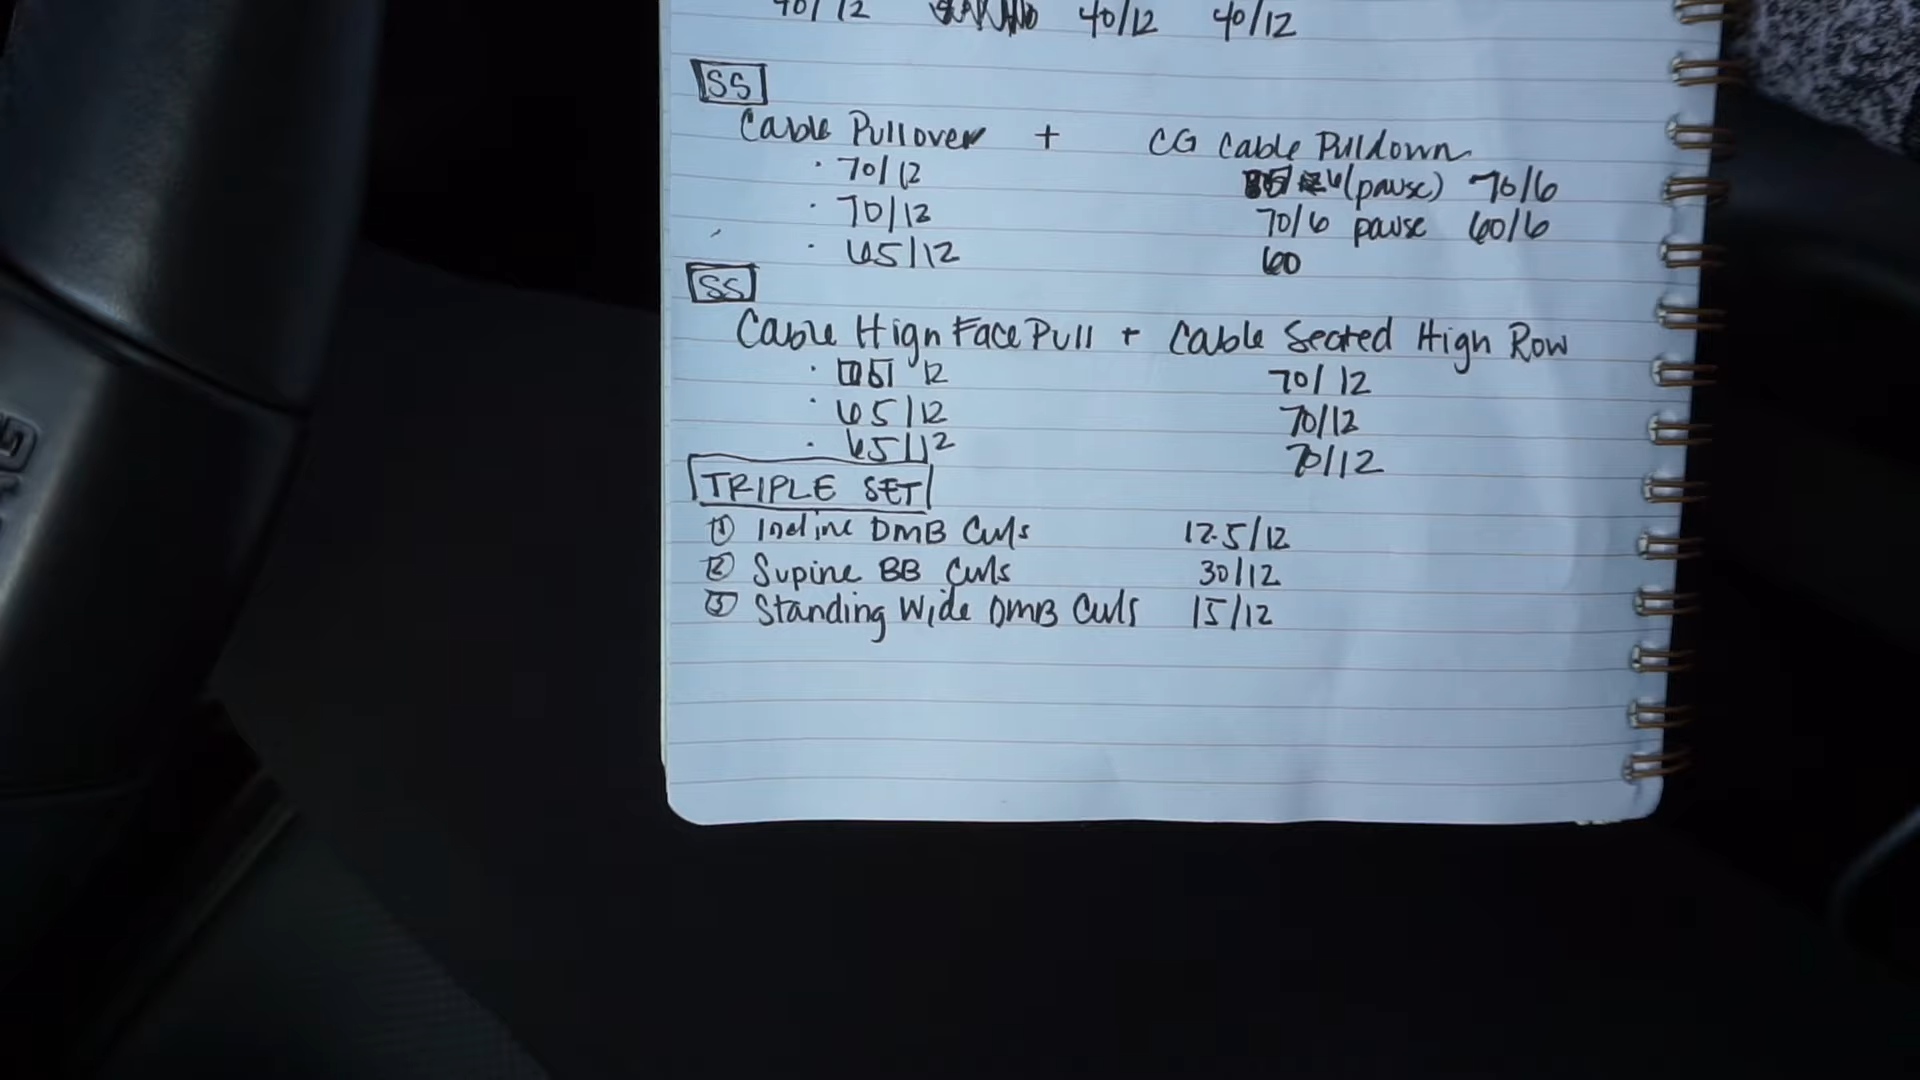 40/12 40/12 40/12
SS
Cable Pullover + CG Cable Pulldown
· 70/12 (pause) 70/6
· 70/12 70/6 pause 60/6
· 65/12 60
SS
Cable High Face Pull + Cable Seated High Row
· 65/12 70/12
· 65/12 70/12
· 65/12 70/12
TRIPLE SET
① Incline DMB Curls 12.5/12
② Supine BB Curls 30/12
③ Standing Wide DMB Curls 15/12